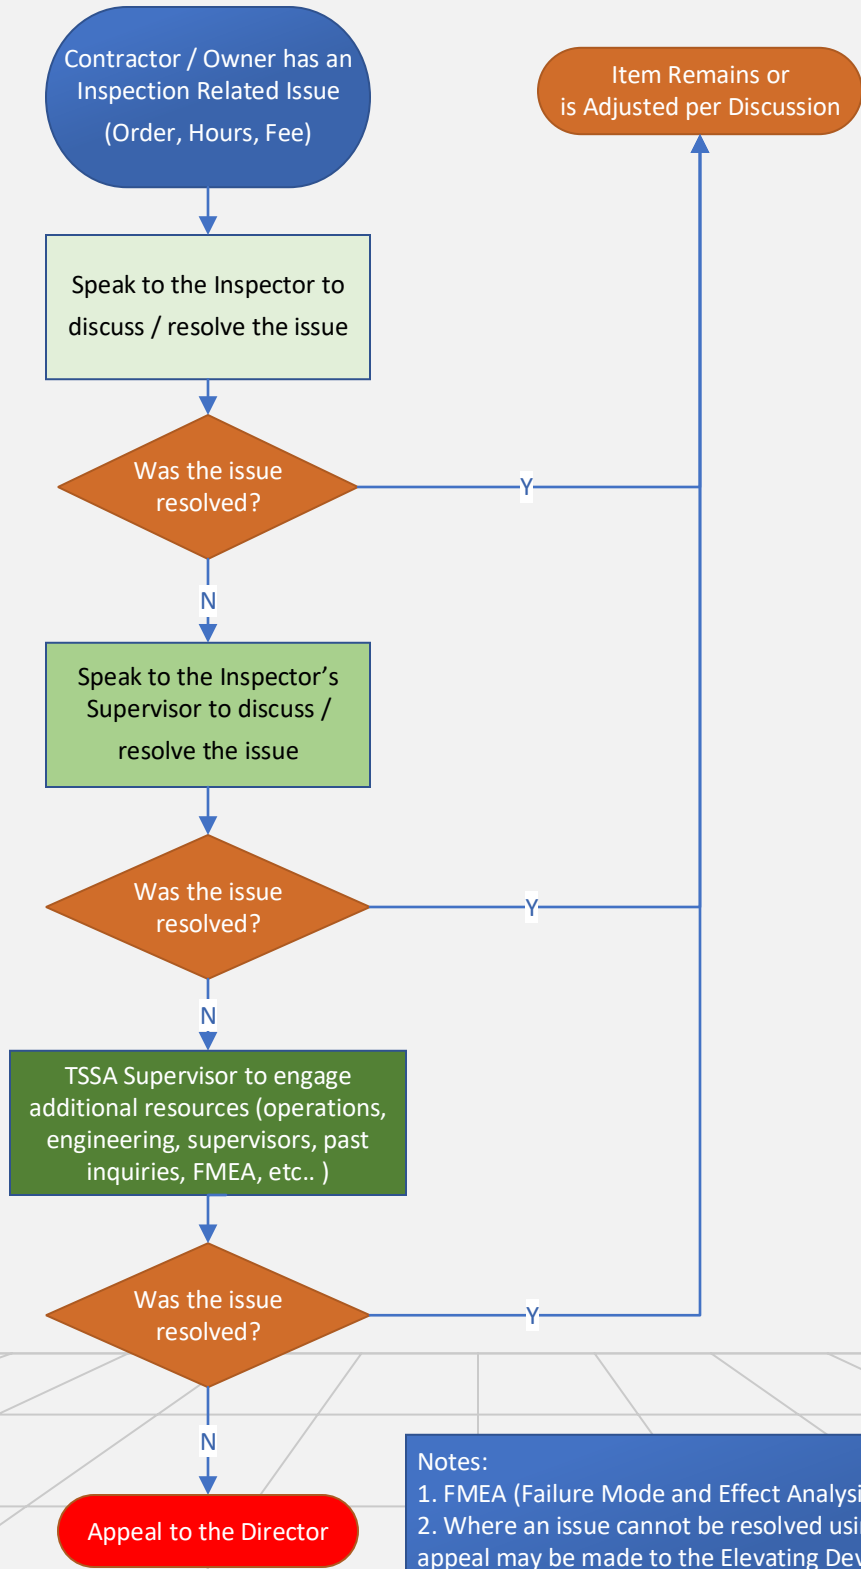 Contractor / Owner has an
Inspection Related Issue
(Order, Hours, Fee)
Item Remains or
is Adjusted per Discussion
Speak to the Inspector to
discuss / resolve the issue
Was the issue
resolved?
Y
N
Speak to the Inspector’s
Supervisor to discuss /
resolve the issue
Was the issue
resolved?
Y
N
TSSA Supervisor to engage
additional resources (operations,
engineering, supervisors, past
inquiries, FMEA, etc.. )
Was the issue
resolved?
Y
N
Appeal to the Director
Notes:
1. FMEA (Failure Mode and Effect
2. Where an issue cannot be resolved
appeal may be made to the Elevating